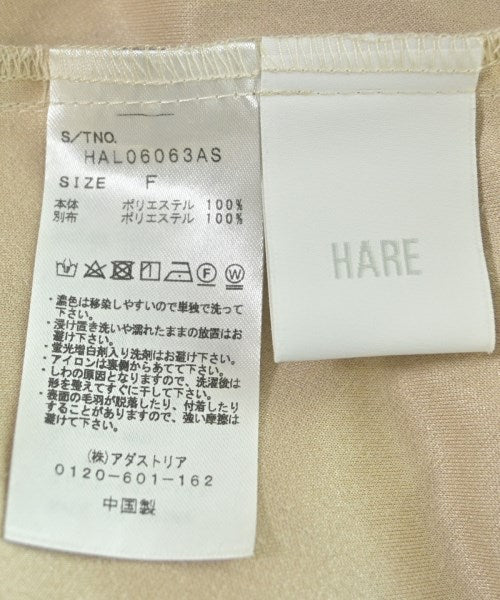 S/TNO.
HAL06063AS
SIZE F
本体 ポリエステル 100%
別布 ポリエステル 100%
・濃色は移染しやすいので単独で洗って
下さい。
・浸け置き洗いや濡れたままの放置はお
避け下さい。
・蛍光増白剤入り洗剤はお避け下さい。
・アイロンは裏側からあてて下さい。
・しわの原因となりますので、洗濯後は
形を整えてすぐに干して下さい。
・表面の毛羽が脱落したり、付着したり
することがありますので、強い摩擦は
避けて下さい。
(株)アダストリア
0120-601-162
中国製
HARE